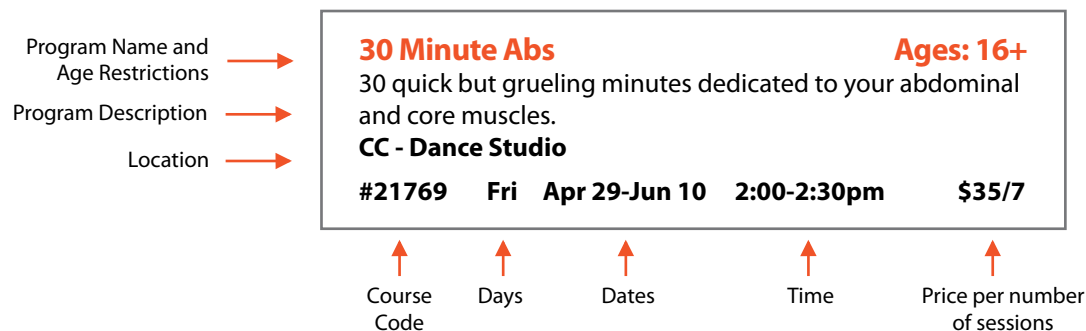 Program Name and
Age Restrictions
Program Description
Location
30 Minute Abs Ages: 16+
30 quick but grueling minutes dedicated to your abdominal
and core muscles.
CC - Dance Studio
#21769 Fri Apr 29-Jun 10 2:00-2:30pm $35/7
Course
Code
Days
Dates
Time
Price per number
of sessions